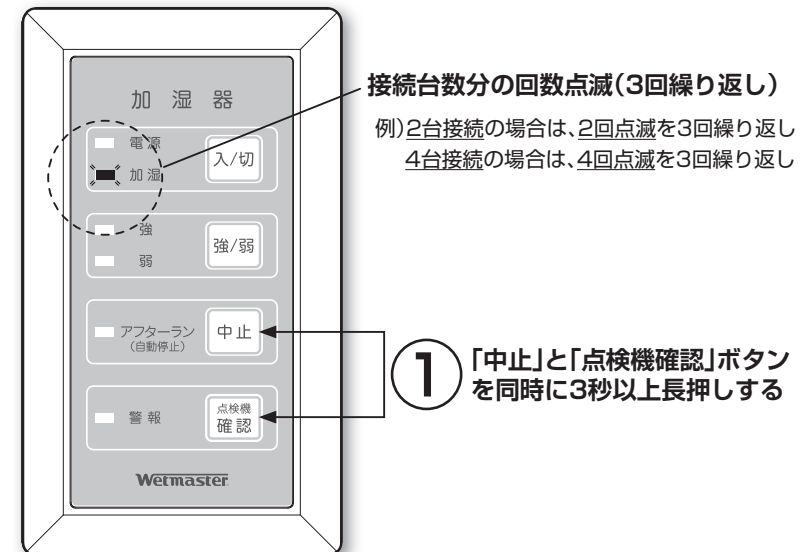 加湿器
電源
入/切
加湿
強
強/弱
弱
アフターラン
(自動停止)
中止
警報
点検機
確認
Wetmaster
接続台数分の回数点滅(3回繰り返し)
例)2台接続の場合は、2回点滅を3回繰り返し
4台接続の場合は、4回点滅を3回繰り返し
1
「中止」と「点検機確認」ボタン
を同時に3秒以上長押しする